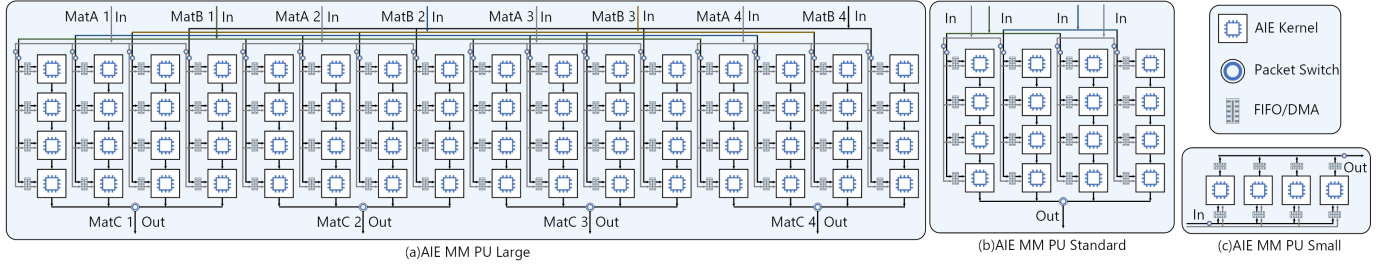 MatA 1 In MatB 1 In MatA 2 In MatB 2 In MatA 3 In MatB 3 In MatA 4 In MatB 4 In
MatC 1 Out MatC 2 Out MatC 3 Out MatC 4 Out
(a)AIE MM PU Large
In In In In
Out
(b)AIE MM PU Standard
AIE Kernel
Packet Switch
FIFO/DMA
Out
In
(c)AIE MM PU Small